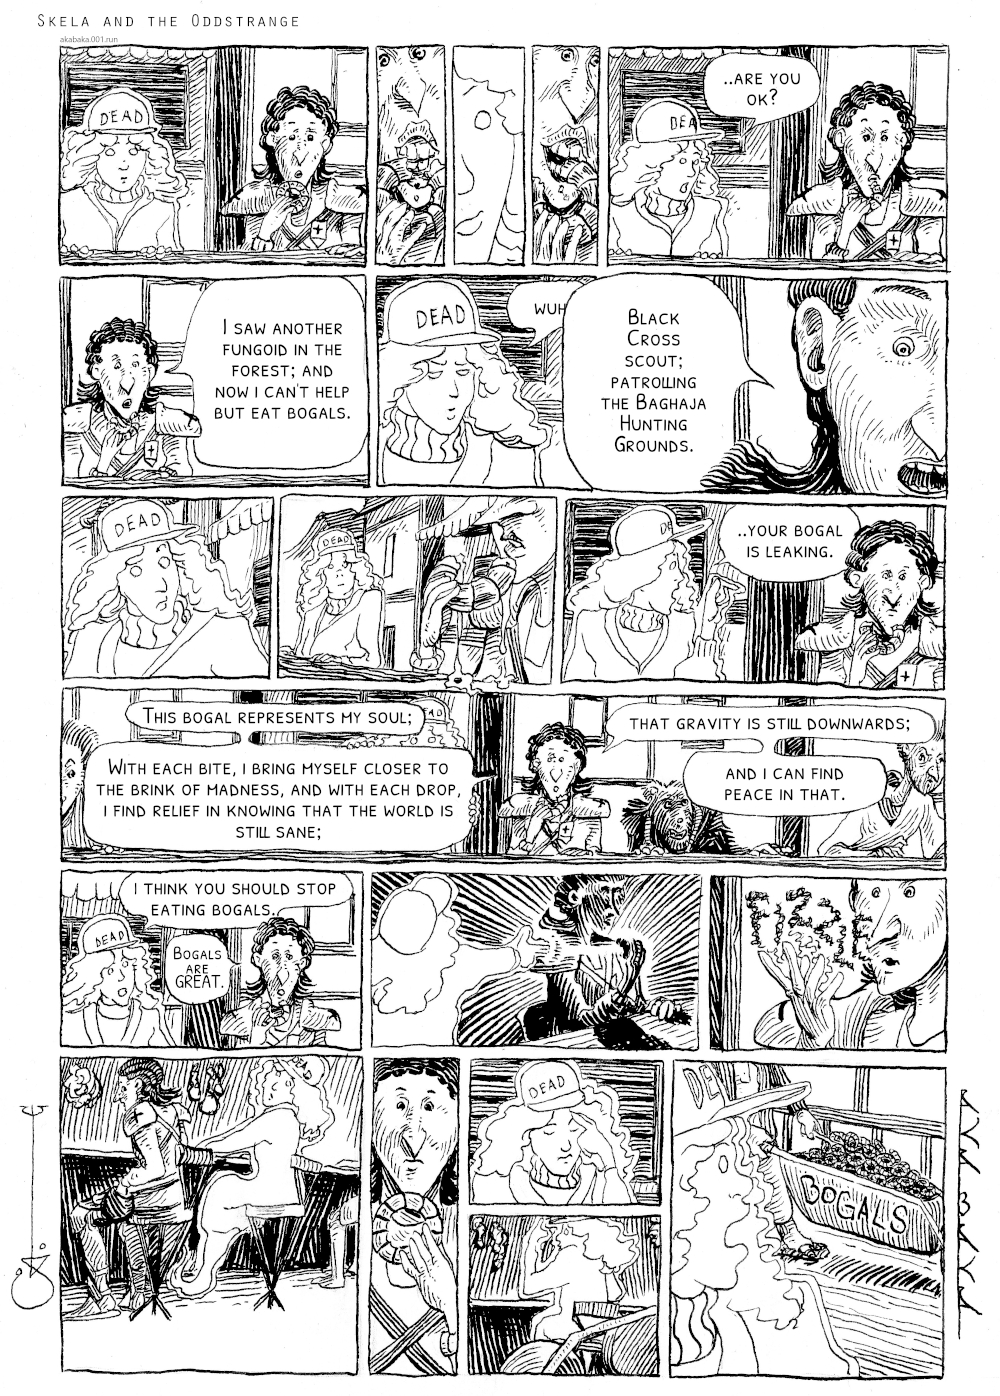 SKELA AND THE ODDSTRANGE
akabaka.001.run
DEAD
DEA
..ARE YOU
OK?
I SAW ANOTHER
FUNGOID IN THE
FOREST; AND
NOW I CAN'T HELP
BUT EAT BOGALS.
DEAD
WUH
BLACK
CROSS
SCOUT;
PATROLLING
THE BAGHAJA
HUNTING
GROUNDS.
DEAD
DEAD
DE
..YOUR BOGAL
IS LEAKING.
THIS BOGAL REPRESENTS MY SOUL;
AD
WITH EACH BITE, I BRING MYSELF CLOSER TO
THE BRINK OF MADNESS, AND WITH EACH DROP,
I FIND RELIEF IN KNOWING THAT THE WORLD IS
STILL SANE;
THAT GRAVITY IS STILL DOWNWARDS;
AND I CAN FIND
PEACE IN THAT.
I THINK YOU SHOULD STOP
EATING BOGALS.
DEAD
BOGALS
ARE
GREAT.
DEAD
DEAD
BOGALS